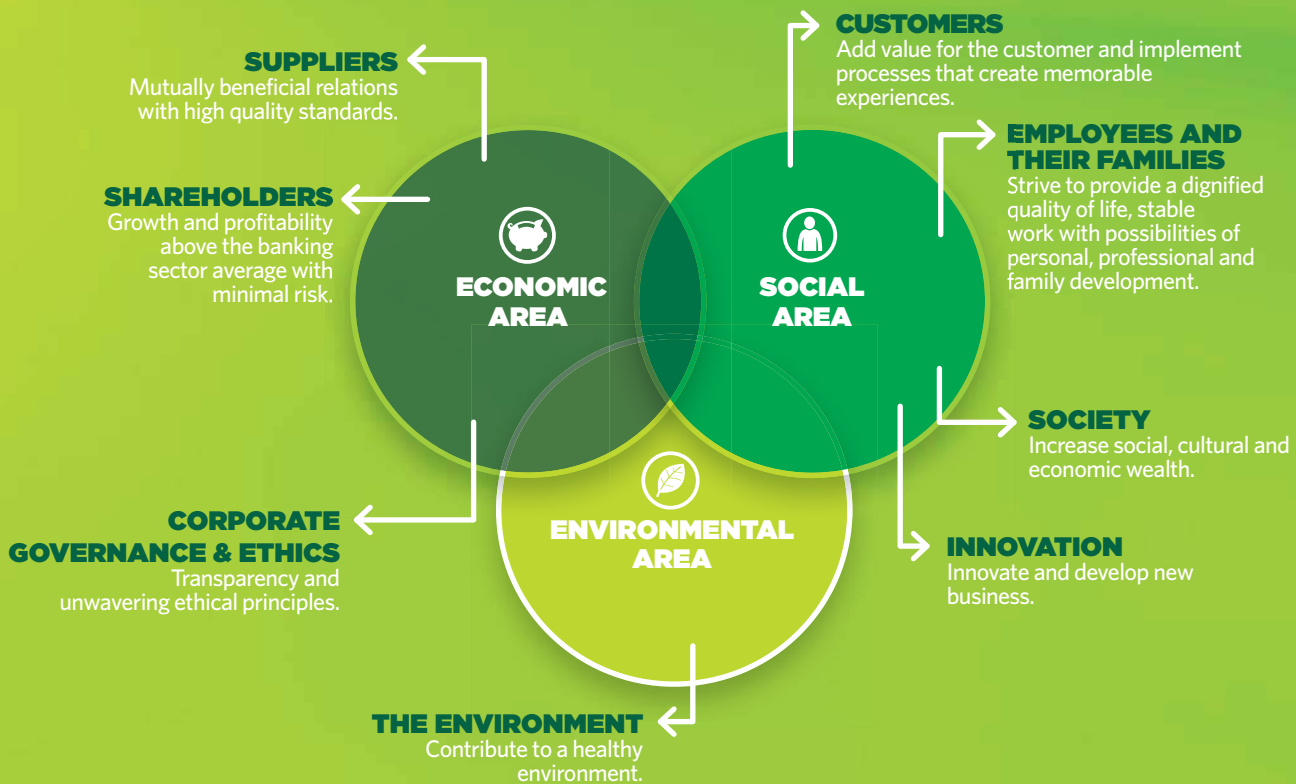 SUPPLIERS
Mutually beneficial relations
with high quality standards.
SHAREHOLDERS
Growth and profitability
above the banking
sector average with
minimal risk.
CORPORATE
GOVERNANCE & ETHICS
Transparency and
unwavering ethical principles.
ECONOMIC
AREA
SOCIAL
AREA
ENVIRONMENTAL
AREA
CUSTOMERS
Add value for the customer and implement
processes that create memorable
experiences.
EMPLOYEES AND
THEIR FAMILIES
Strive to provide a dignified
quality of life, stable
work with possibilities of
personal, professional and
family development.
SOCIETY
Increase social, cultural and
economic wealth.
INNOVATION
Innovate and develop new
business.
THE ENVIRONMENT
Contribute to a healthy
environment.